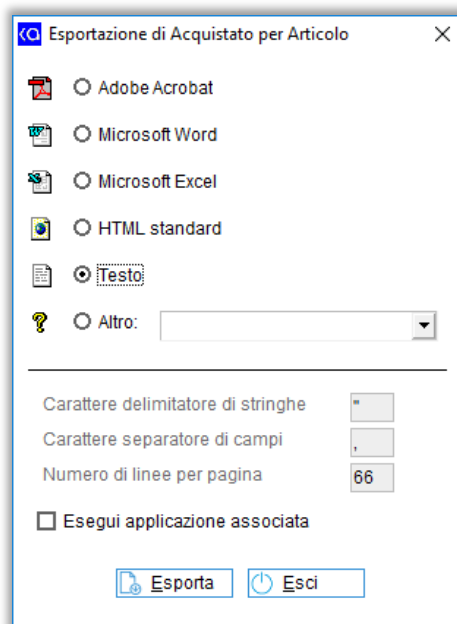 Esportazione di Acquistato per Articolo
Adobe Acrobat
Microsoft Word
Microsoft Excel
HTML standard
Testo
Altro:
Carattere delimitatore di stringhe "
Carattere separatore di campi ,
Numero di linee per pagina 66
Esegui applicazione associata
Esporta Esci